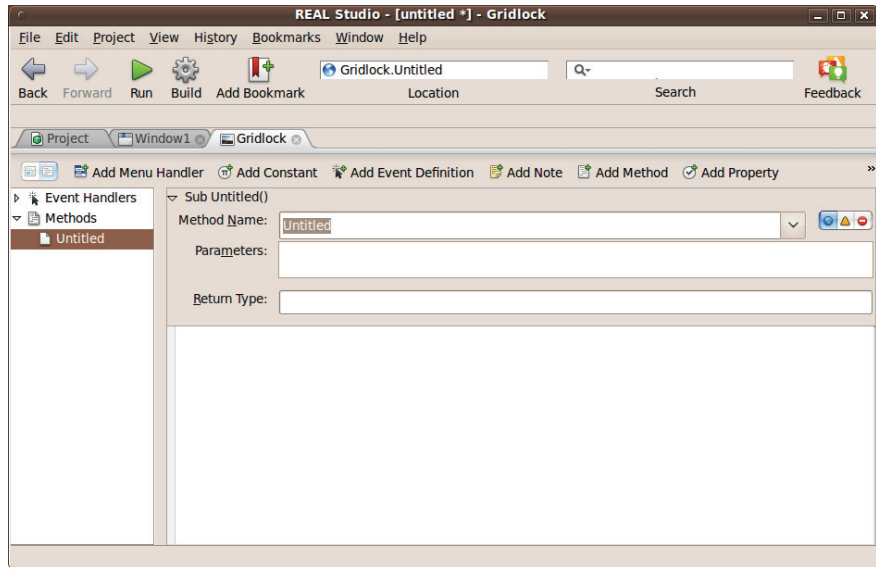 REAL Studio - [untitled *] - Gridlock
File Edit Project View History Bookmarks Window Help
Gridlock.Untitled
Back Forward Run Build Add Bookmark Location Search Feedback
Project Window1 Gridlock
Add Menu Handler Add Constant Add Event Definition Add Note Add Method Add Property »
Event Handlers
Methods
Untitled
Sub Untitled()
Method Name: Untitled
Parameters:
Return Type: